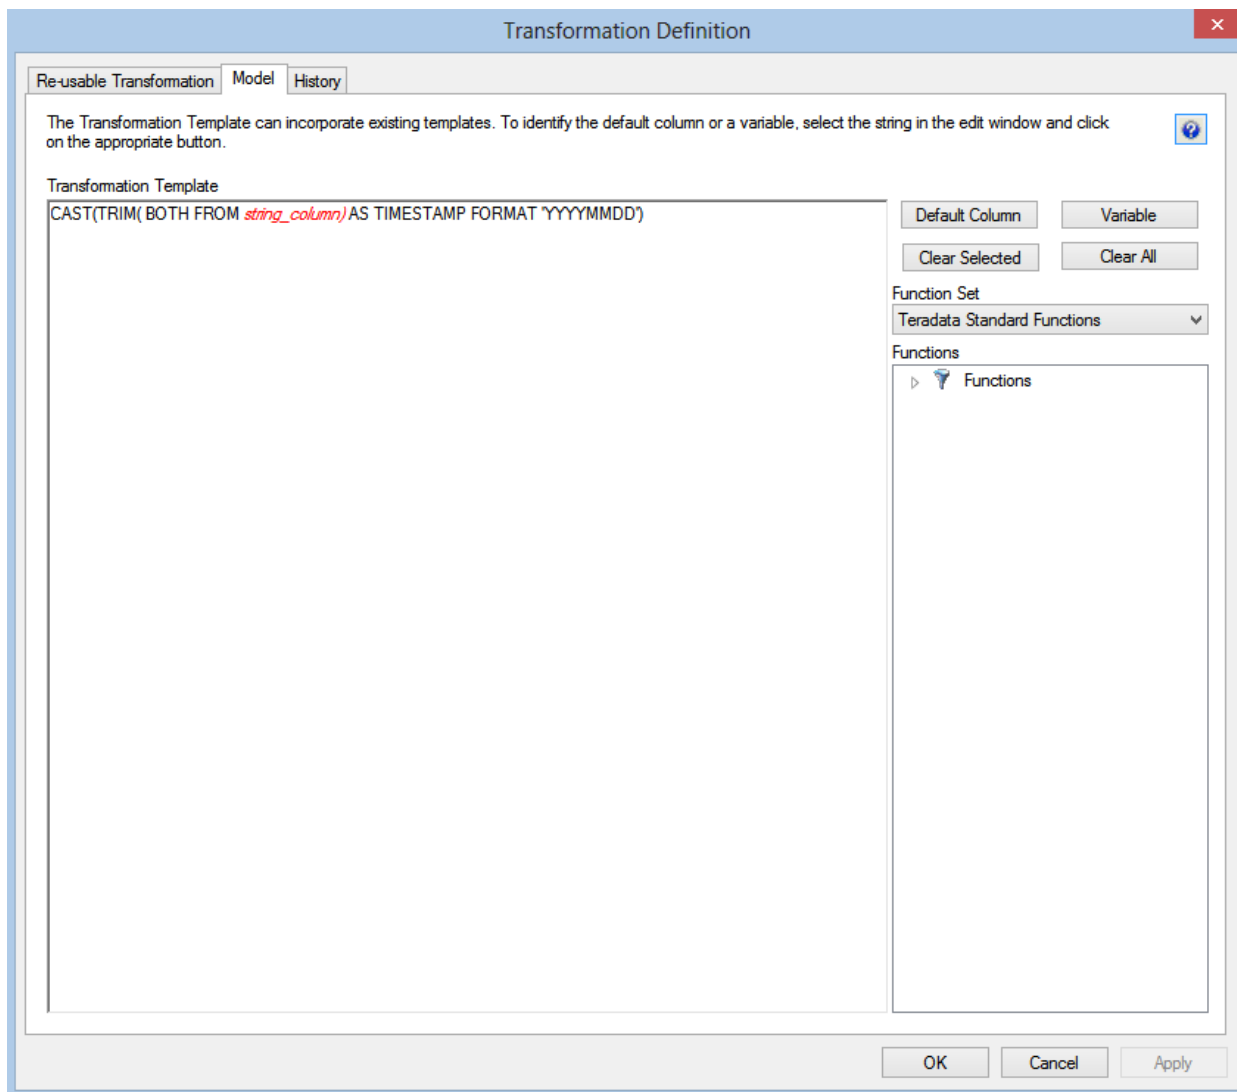 Transformation Definition
Re-usable Transformation Model History
The Transformation Template can incorporate existing templates. To identify the default column or a variable, select the string in the edit window and click
on the appropriate button.
Transformation Template
CAST(TRIM( BOTH FROM string_column) AS TIMESTAMP FORMAT 'YYYYMMDD')
Default Column Variable
Clear Selected Clear All
Function Set
Teradata Standard Functions
Functions
Functions
OK Cancel Apply